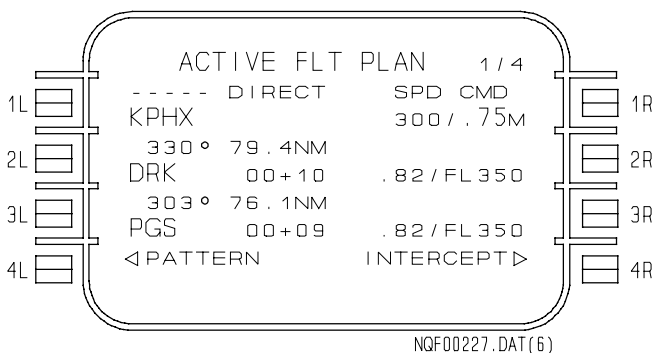 ACTIVE FLT PLAN 1/4
----- DIRECT SPD CMD
1L KPHX 300/.75M 1R
330° 79.4NM
2L DRK 00+10 .82/FL350 2R
303° 76.1NM
3L PGS 00+09 .82/FL350 3R
4L ◁PATTERN INTERCEPT▷ 4R
NQF00227.DAT(6)